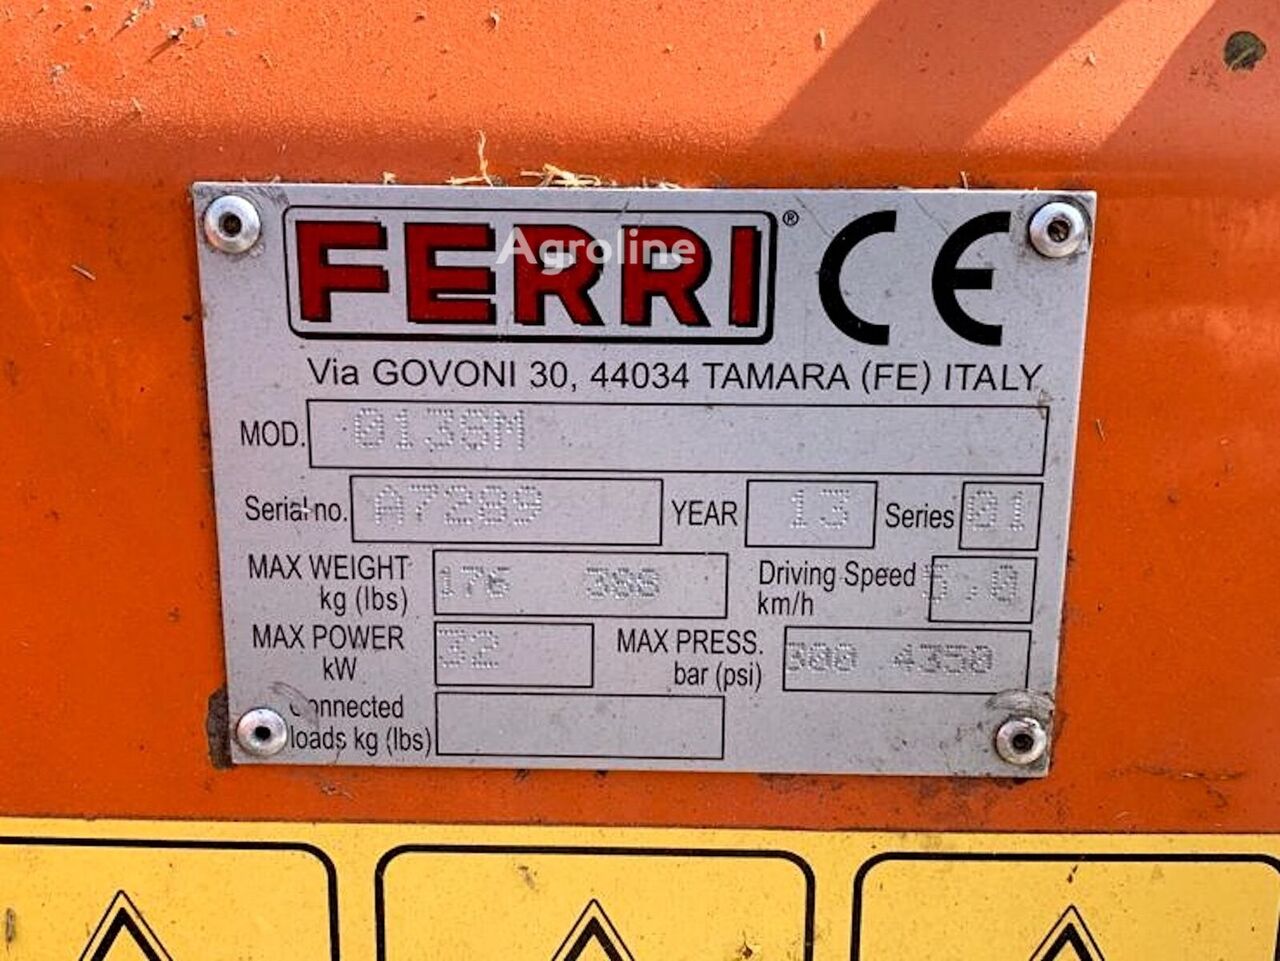 FERRI® CE
Agroline
Via GOVONI 30, 44034 TAMARA (FE) ITALY
MOD. 0138M
Serial no. A7289 YEAR 13 Series 01
MAX WEIGHT kg (lbs) 176 388 Driving Speed km/h 5.0
MAX POWER kW 32 MAX PRESS. bar (psi) 300 4350
Connected
loads kg (lbs)